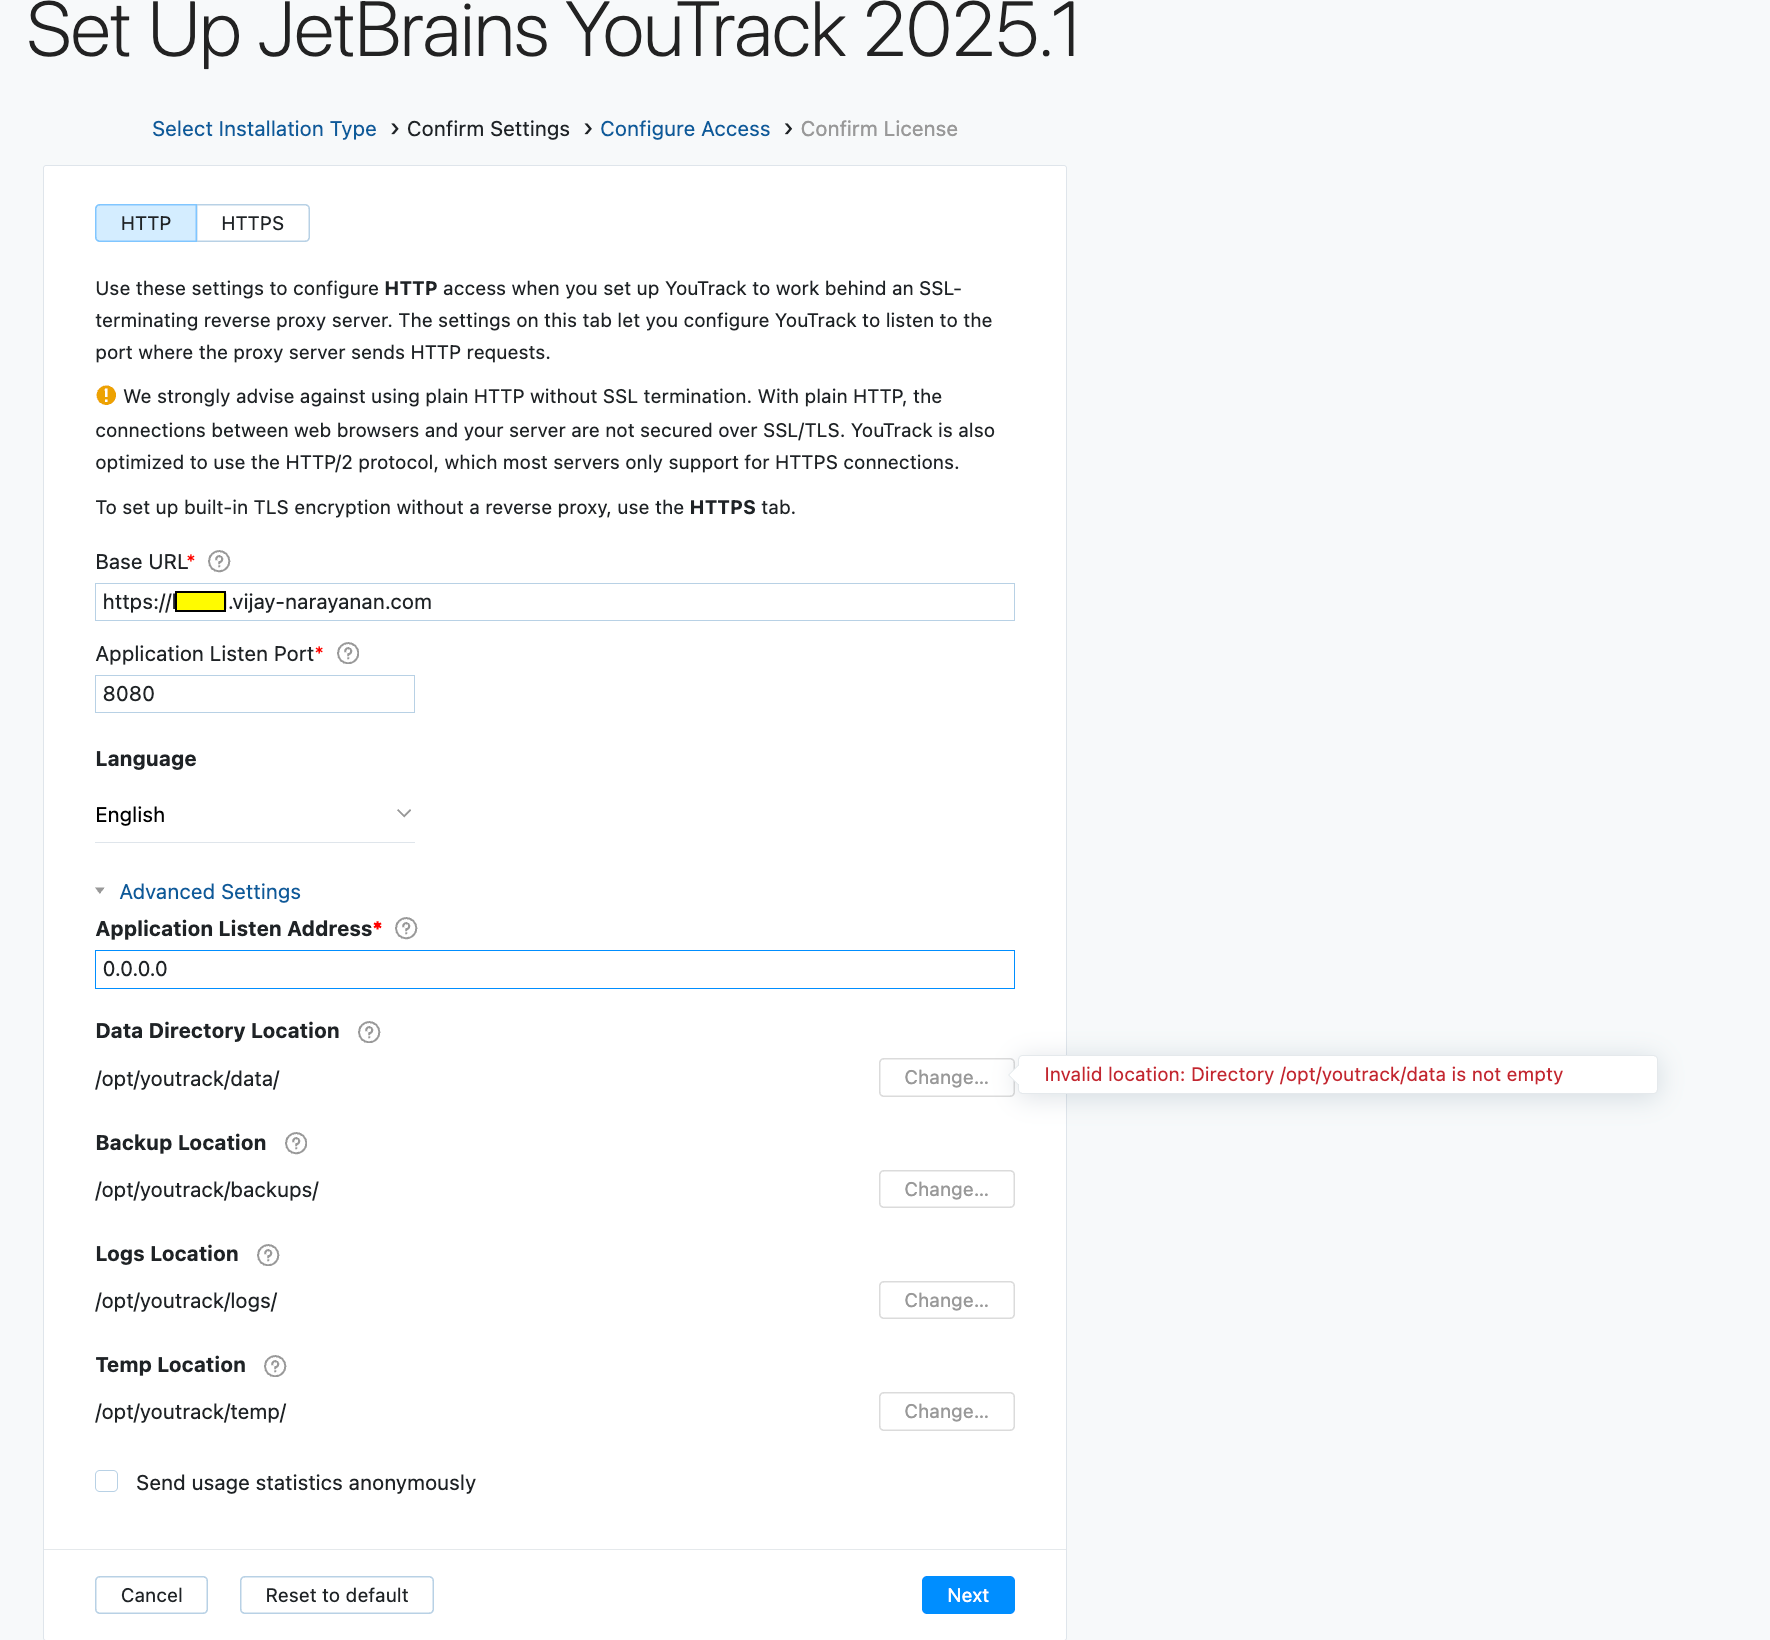 Set Up JetBrains YouTrack 2025.1
Select Installation Type › Confirm Settings › Configure Access › Confirm License
HTTP HTTPS
Use these settings to configure HTTP access when you set up YouTrack to work behind an SSL-
terminating reverse proxy server. The settings on this tab let you configure YouTrack to listen to the
port where the proxy server sends HTTP requests.
We strongly advise against using plain HTTP without SSL termination. With plain HTTP, the
connections between web browsers and your server are not secured over SSL/TLS. YouTrack is also
optimized to use the HTTP/2 protocol, which most servers only support for HTTPS connections.
To set up built-in TLS encryption without a reverse proxy, use the HTTPS tab.
Base URL*
https:// .vijay-narayanan.com
Application Listen Port*
8080
Language
English
Advanced Settings
Application Listen Address*
0.0.0.0
Data Directory Location
/opt/youtrack/data/ Change... Invalid location: Directory /opt/youtrack/data is not empty
Backup Location
/opt/youtrack/backups/ Change...
Logs Location
/opt/youtrack/logs/ Change...
Temp Location
/opt/youtrack/temp/ Change...
Send usage statistics anonymously
Cancel Reset to default Next